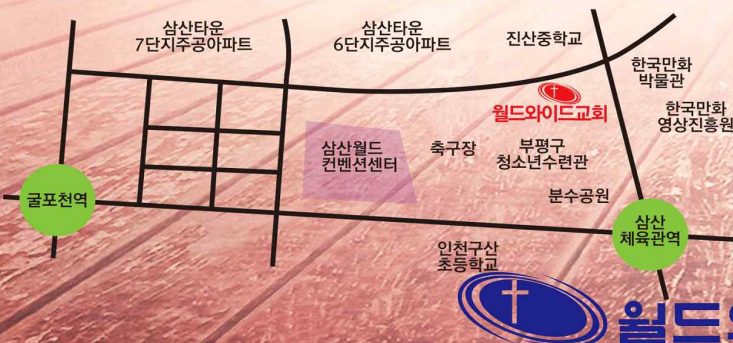 삼산타운
7단지주공아파트
삼산타운
6단지주공아파트
진산중학교
한국만화
박물관
월드와이드교회
한국만화
영상진흥원
삼산월드
컨벤션센터
축구장
부평구
청소년수련관
분수공원
굴포천역
삼산
체육관역
인천구산
초등학교
월드